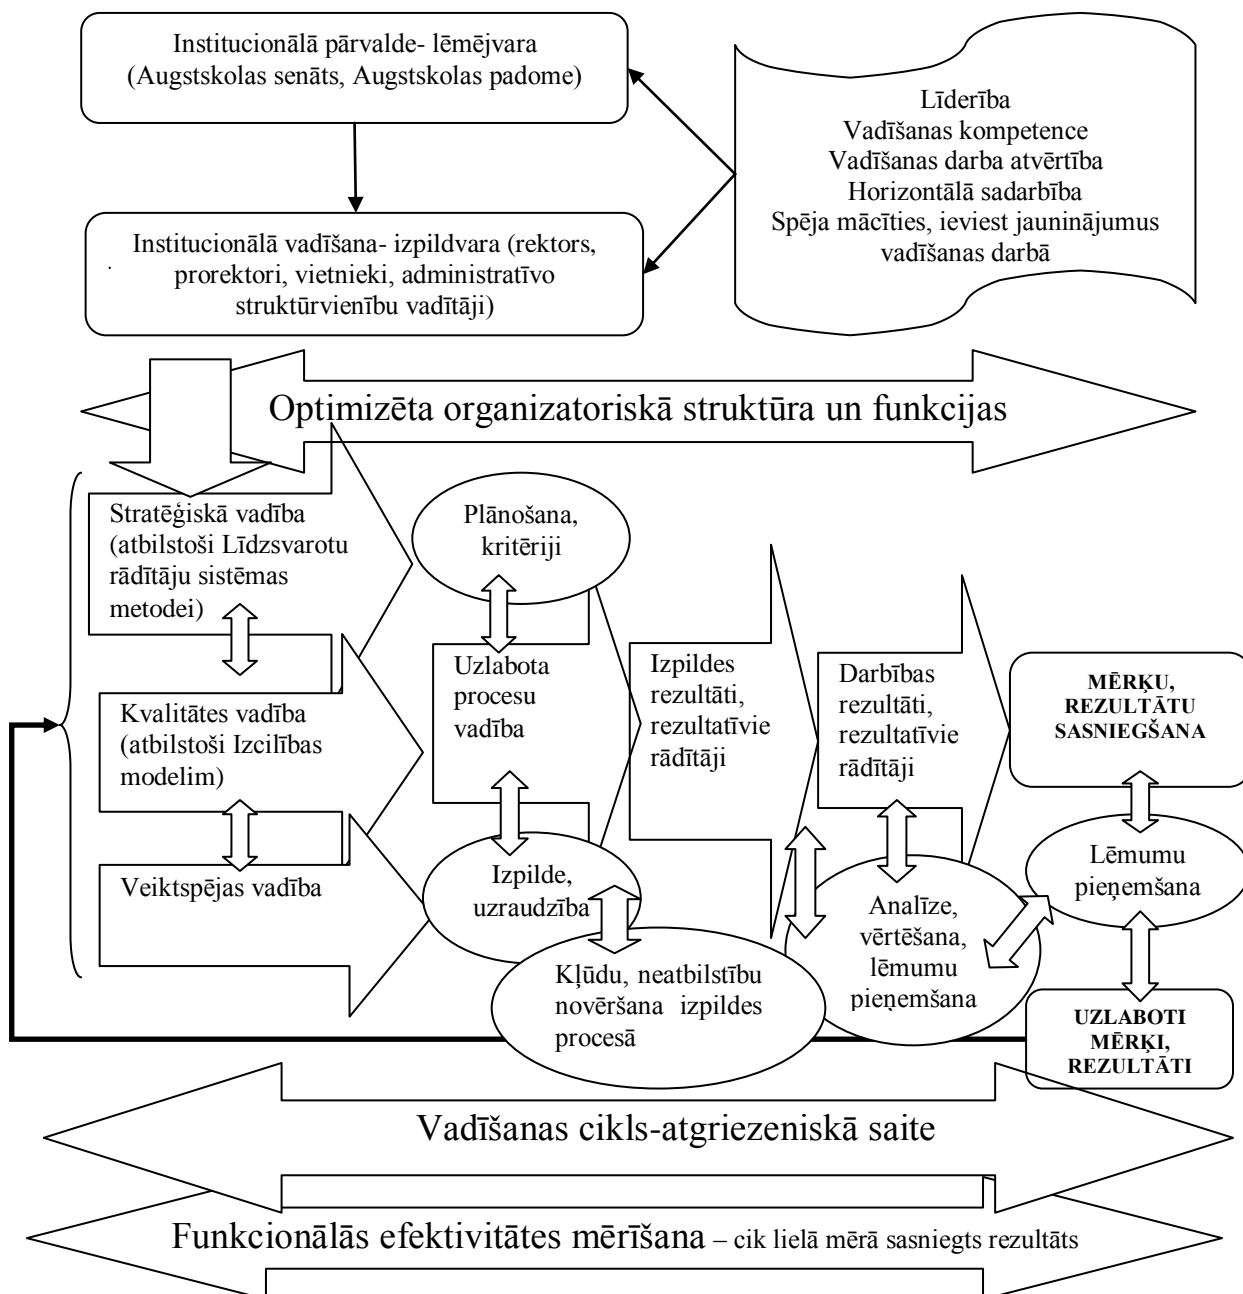 Institucionālā pārvalde- lēmējvara
(Augstskolas senāts, Augstskolas padome)
Līderība
Vadīšanas kompetence
Vadīšanas darba atvērtība
Horizontālā sadarbība
Spēja mācīties, ieviest jauninājumus
vadīšanas darbā
Institucionālā vadīšana- izpildvara (rektors,
prorektori, vietnieki, administratīvo
struktūrvienību vadītāji)
.
Optimizēta organizatoriskā struktūra un funkcijas
Stratēģiskā vadība
(atbilstoši Līdzsvarotu
rādītāju sistēmas
metodei)
Plānošana,
kritēriji
Kvalitātes vadība
(atbilstoši Izcilības
modelim)
Uzlabota
procesu
vadība
Izpildes
rezultāti,
rezultatīvie
rādītāji
Darbības
rezultāti,
rezultatīvie
rādītāji
MĒRĶU,
REZULTĀTU
SASNIEGŠANA
Veiktspējas vadība
Izpilde,
uzraudzība
Kļūdu, neatbilstību
novēršana izpildes
procesā
Analīze,
vērtēšana,
lēmumu
pieņemšana
Lēmumu
pieņemšana
UZLABOTI
MĒRĶI,
REZULTĀTI
Vadīšanas cikls-atgriezeniskā saite
Funkcionālās efektivitātes mērīšana – cik lielā mērā sasniegts rezultāts